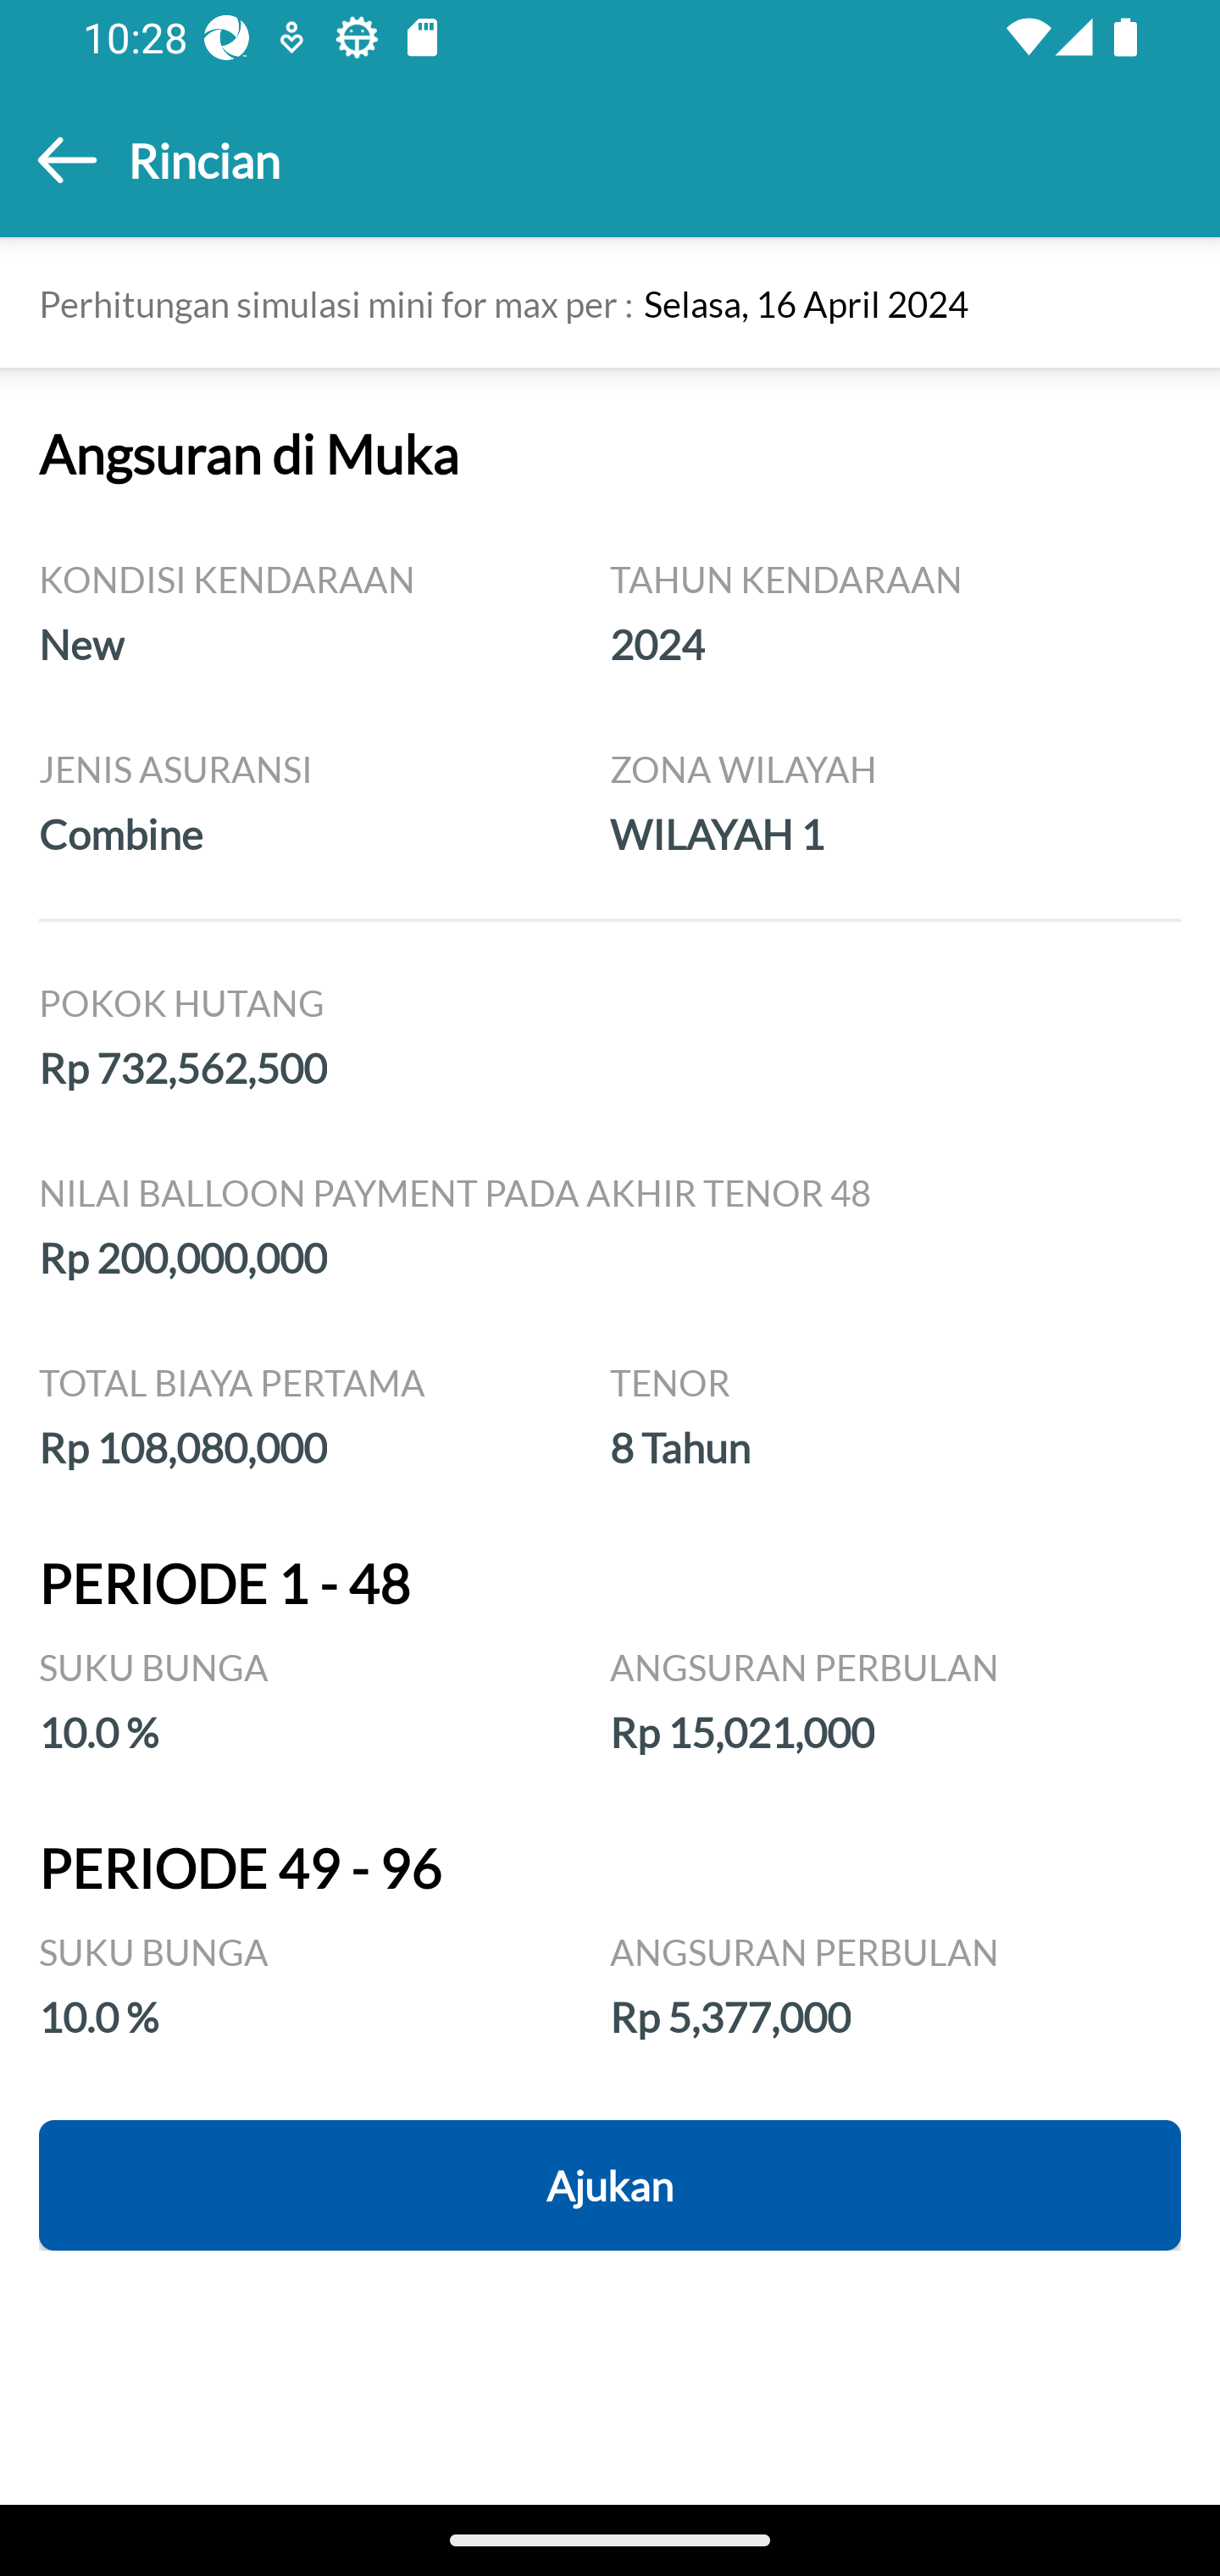 10:28
Rincian
Perhitungan simulasi mini for max per : Selasa, 16 April 2024
Angsuran di Muka
KONDISI KENDARAAN TAHUN KENDARAAN
New 2024
JENIS ASURANSI ZONA WILAYAH
Combine WILAYAH 1
POKOK HUTANG
Rp 732,562,500
NILAI BALLOON PAYMENT PADA AKHIR TENOR 48
Rp 200,000,000
TOTAL BIAYA PERTAMA TENOR
Rp 108,080,000 8 Tahun
PERIODE 1 - 48
SUKU BUNGA ANGSURAN PERBULAN
10.0 % Rp 15,021,000
PERIODE 49 - 96
SUKU BUNGA ANGSURAN PERBULAN
10.0 % Rp 5,377,000
Ajukan